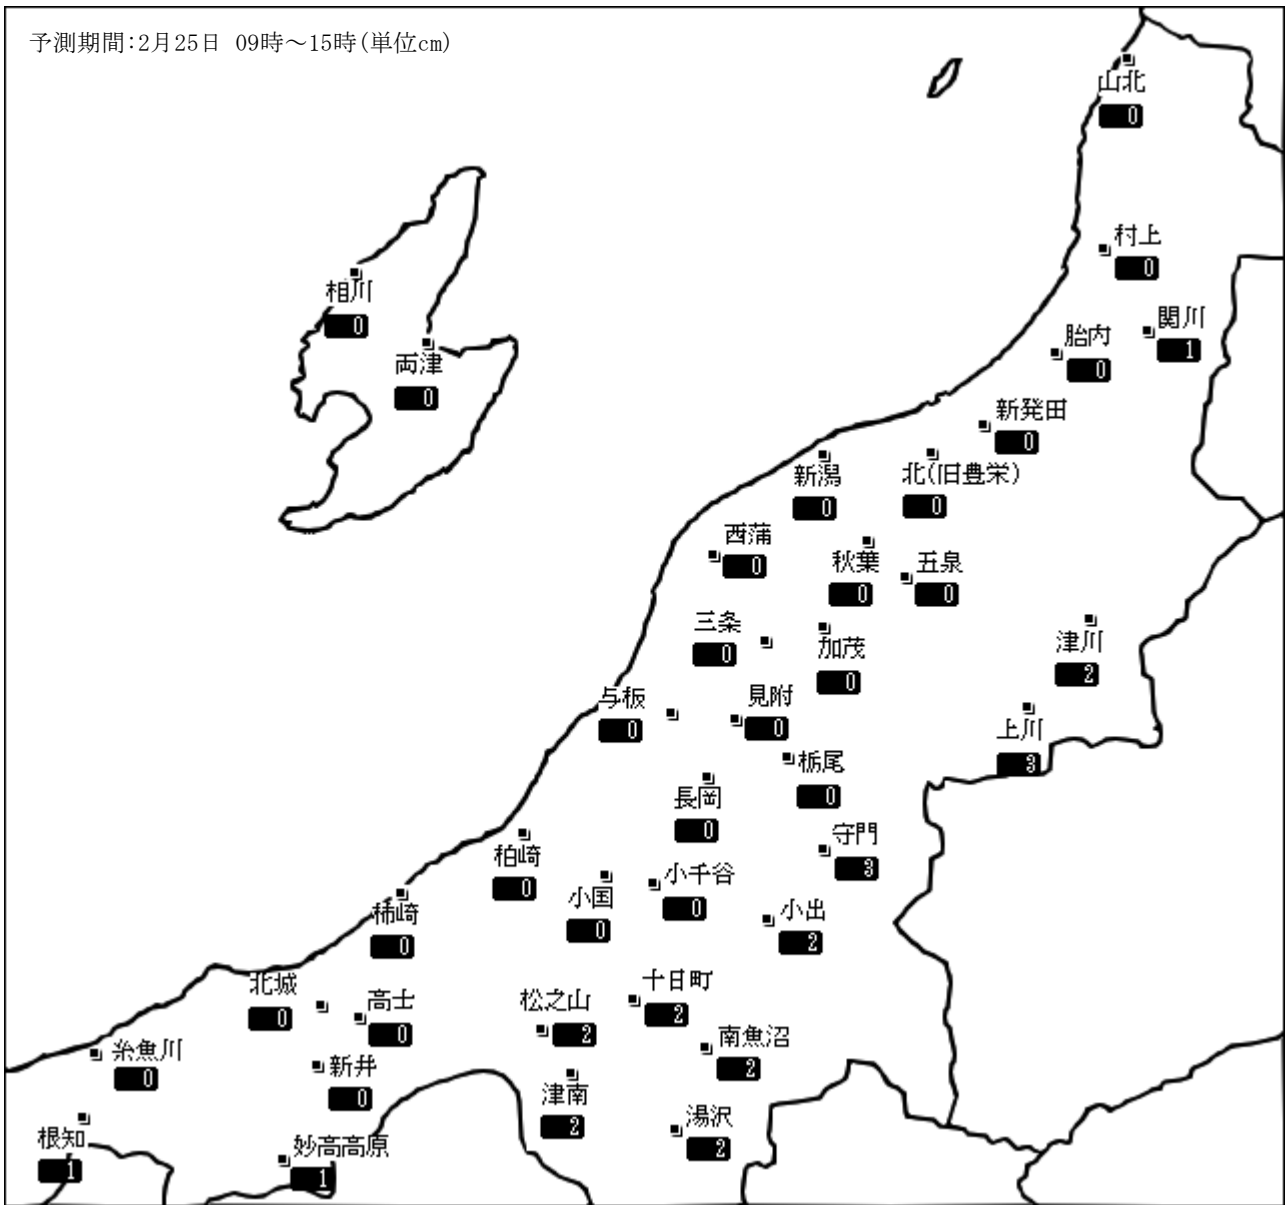 予測期間:2月25日 09時～15時(単位cm)
山北
0
村上
0
相川
0
関川
1
胎内
0
両津
0
新発田
0
新潟
0
北(旧豊栄)
0
西蒲
0
秋葉
0
五泉
0
三条
0
加茂
0
津川
2
与板
0
見附
0
上川
3
栃尾
0
長岡
0
守門
3
柏崎
0
小千谷
0
小国
0
小出
2
柿崎
0
北城
0
高士
0
松之山
2
十日町
2
南魚沼
2
糸魚川
0
新井
0
津南
2
湯沢
2
根知
1
妙高高原
1